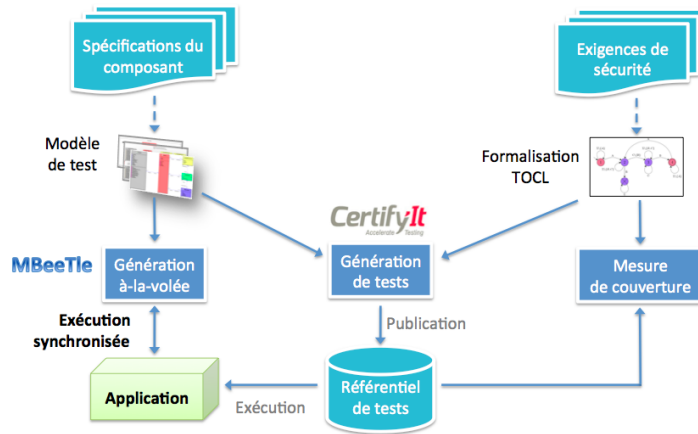 Spécifications du
composant
Exigences de
sécurité
Modèle
de test
Formalisation
TOCL
CertifyIt
Accelerate Testing
MBeeTle
Génération
à-la-volée
Génération
de tests
Mesure
de couverture
Exécution
synchronisée
Publication
Application
Exécution
Référentiel
de tests